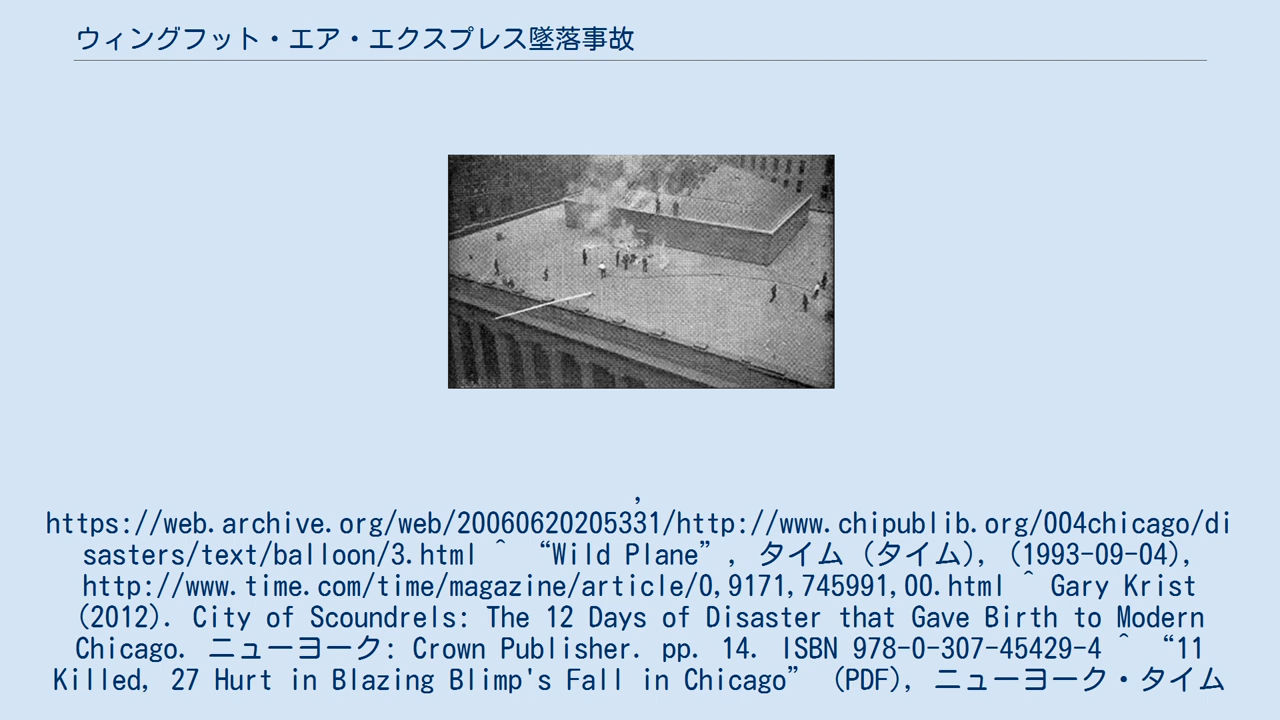 ウィングフット・エア・エクスプレス墜落事故
,
https://web.archive.org/web/20060620205331/http://www.chipublib.org/004chicago/di
sasters/text/balloon/3.html ^ “Wild Plane”, タイム (タイム), (1993-09-04),
http://www.time.com/time/magazine/article/0,9171,745991,00.html ^ Gary Krist
(2012). City of Scoundrels: The 12 Days of Disaster that Gave Birth to Modern
Chicago. ニューヨーク: Crown Publisher. pp. 14. ISBN 978-0-307-45429-4 ^ “11
Killed, 27 Hurt in Blazing Blimp's Fall in Chicago” (PDF), ニューヨーク・タイム